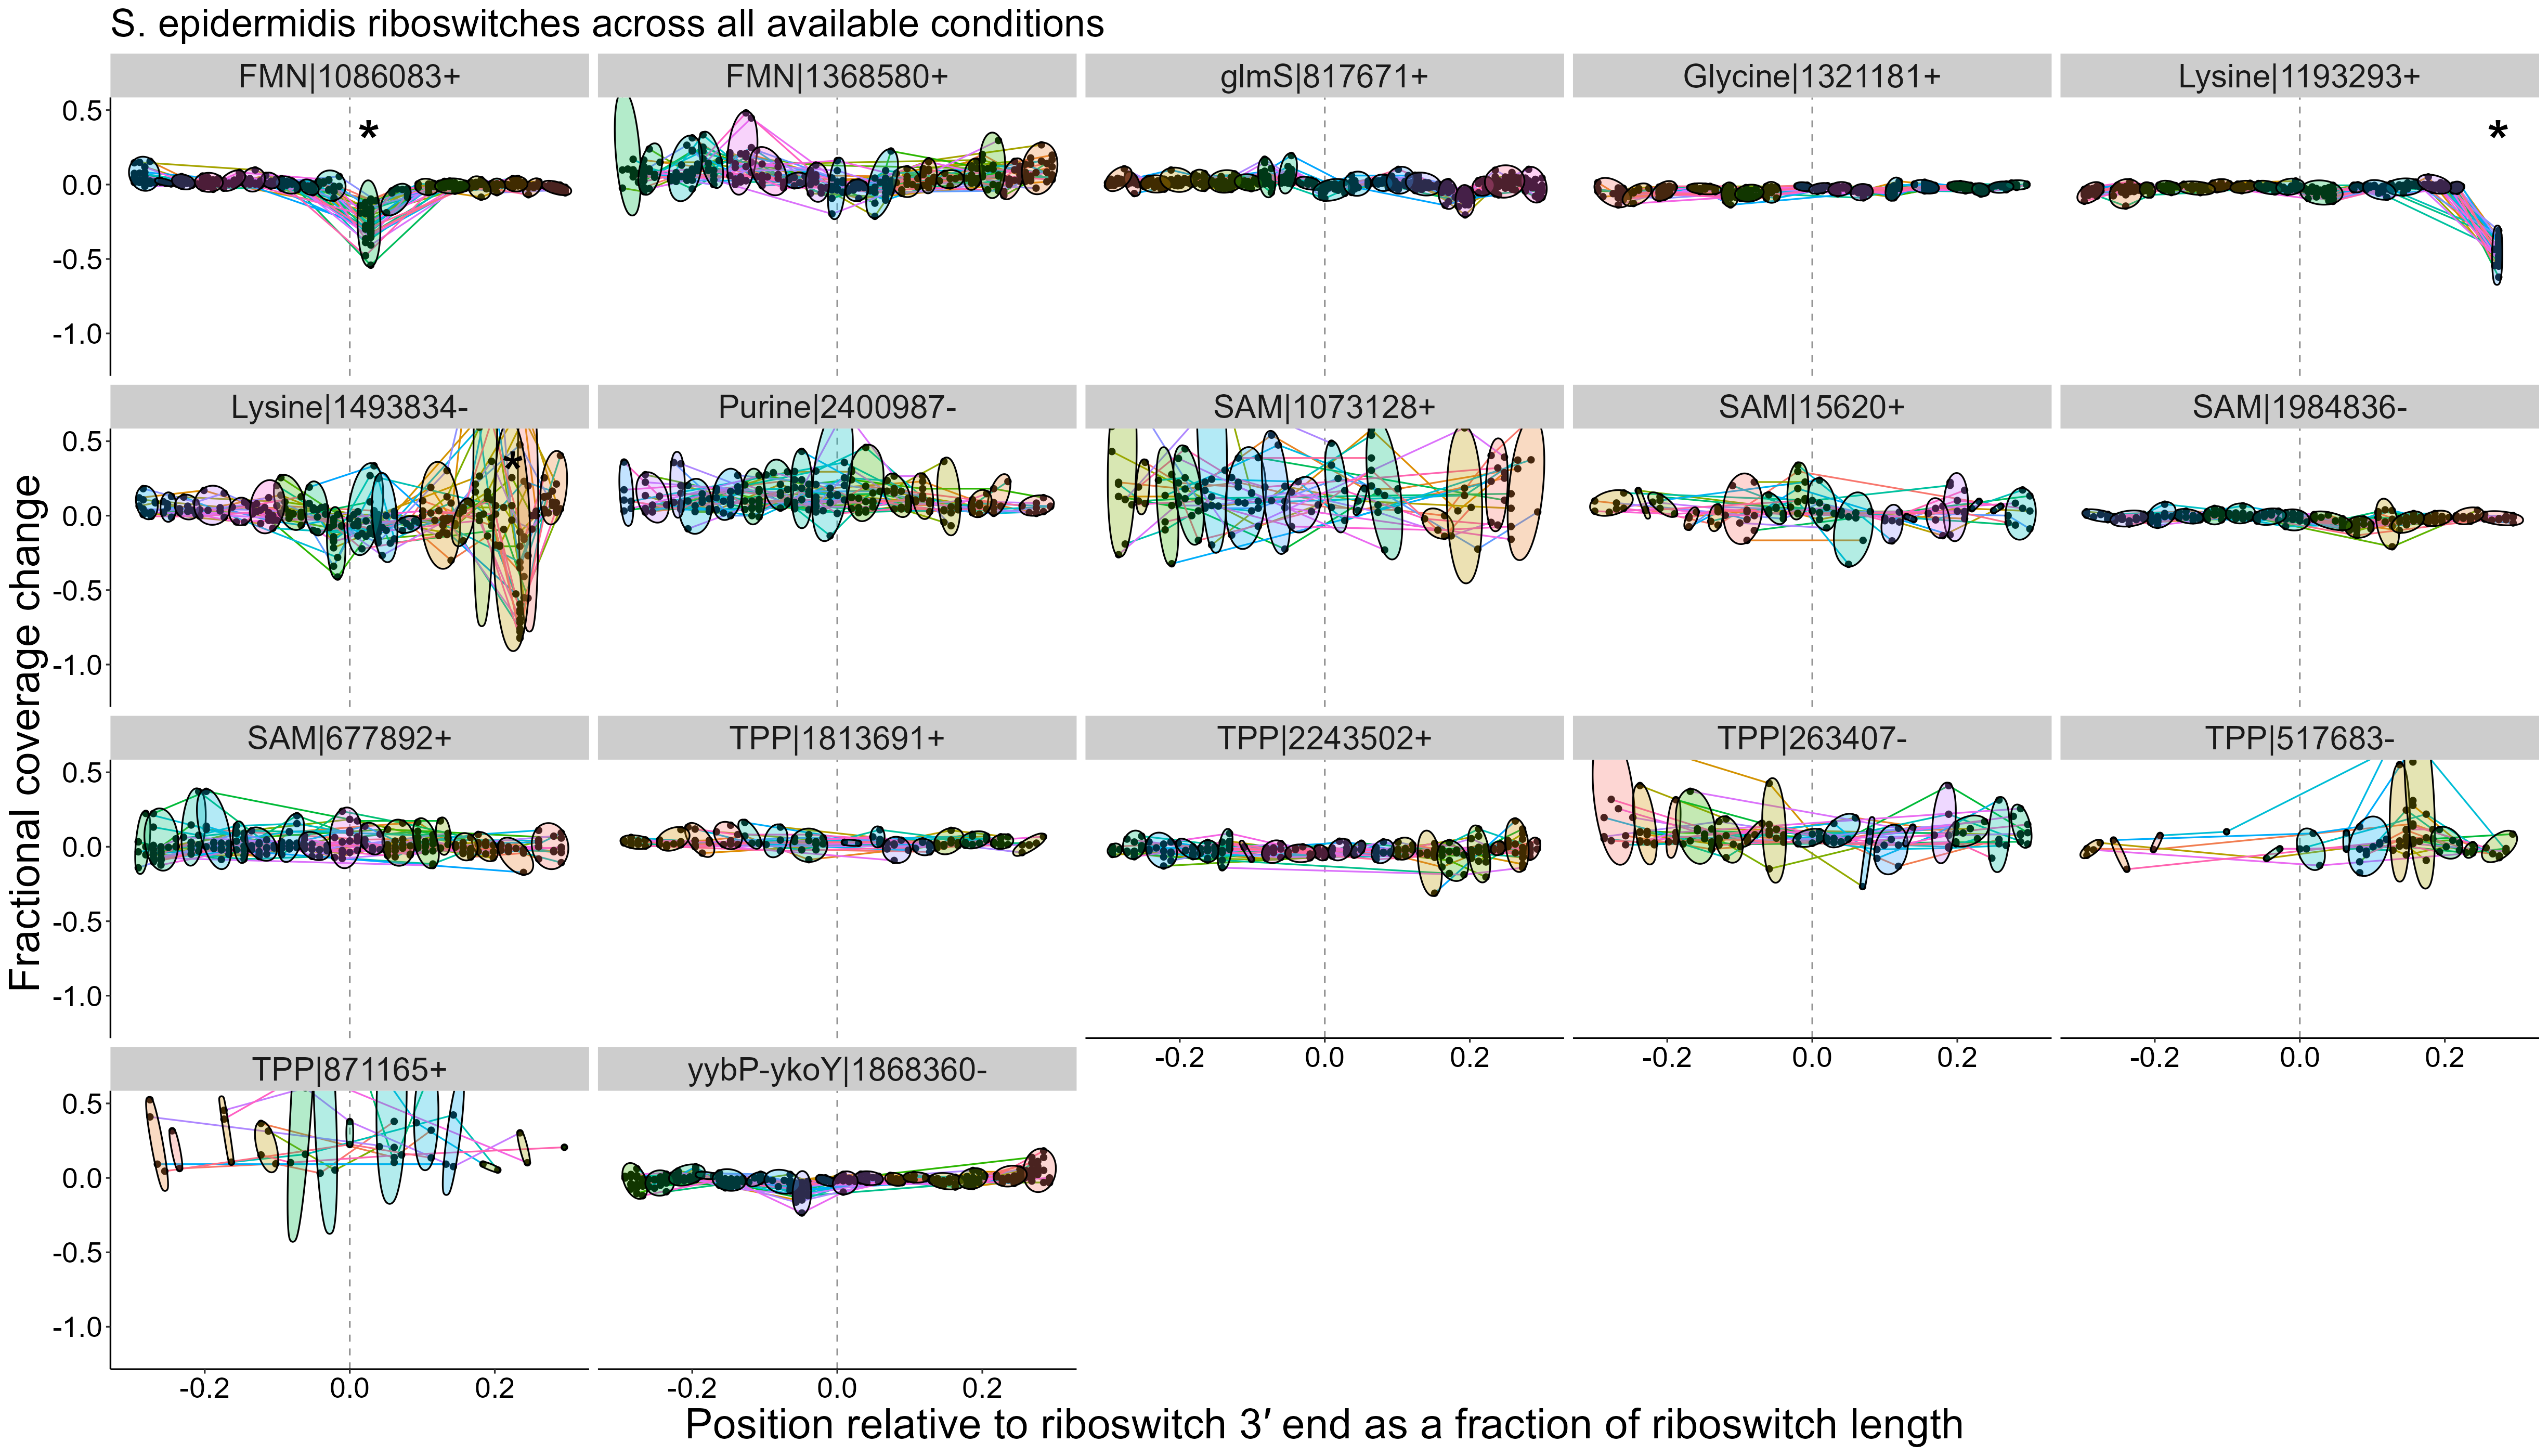 S. epidermidis riboswitches across all available conditions
FMN|1086083+
FMN|1368580+
glmS|817671+
Glycine|1321181+
Lysine|1193293+
0.5
0.0
-0.5
-1.0
*
*
Lysine|1493834-
Purine|2400987-
SAM|1073128+
SAM|15620+
SAM|1984836-
0.5
0.0
-0.5
-1.0
*
SAM|677892+
TPP|1813691+
TPP|2243502+
TPP|263407-
TPP|517683-
0.5
0.0
-0.5
-1.0
-0.2 0.0 0.2
-0.2 0.0 0.2
-0.2 0.0 0.2
TPP|871165+
yybP-ykoY|1868360-
0.5
0.0
-0.5
-1.0
-0.2 0.0 0.2
-0.2 0.0 0.2
Fractional coverage change
Position relative to riboswitch 3′ end as a fraction of riboswitch length